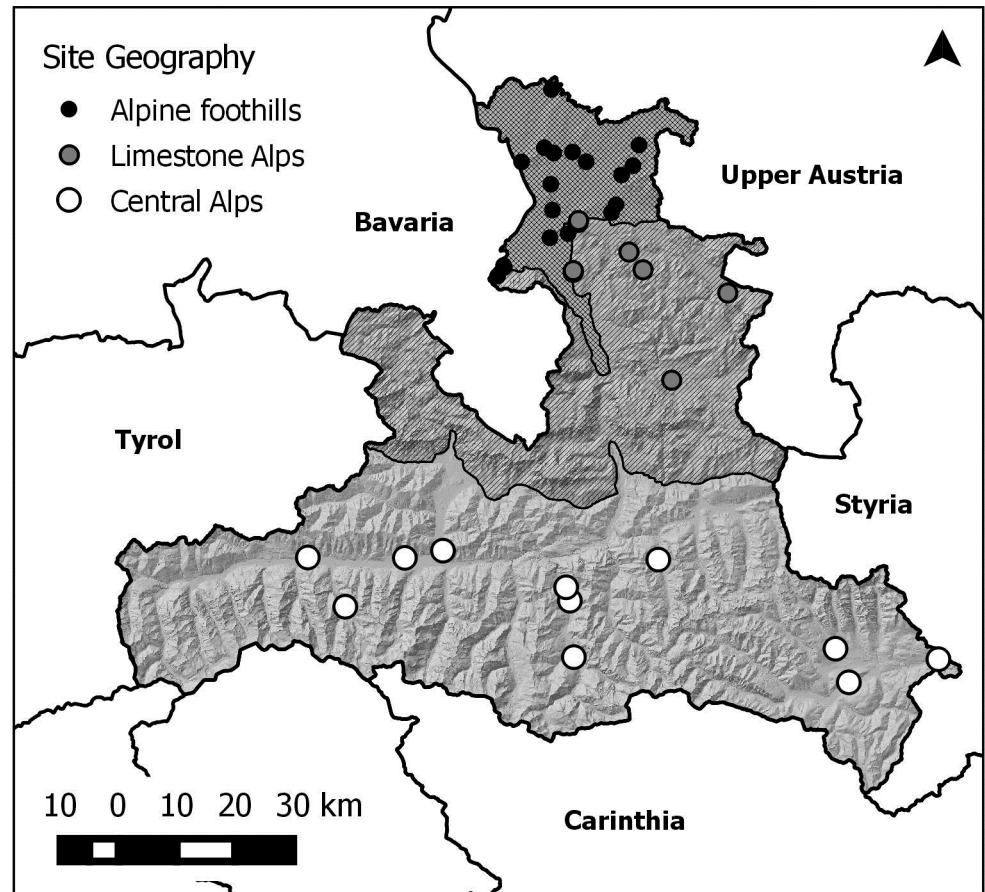 Site Geography
Alpine foothills
Limestone Alps
Central Alps
Upper Austria
Bavaria
Tyrol
Styria
10 0 10 20 30 km
Carinthia